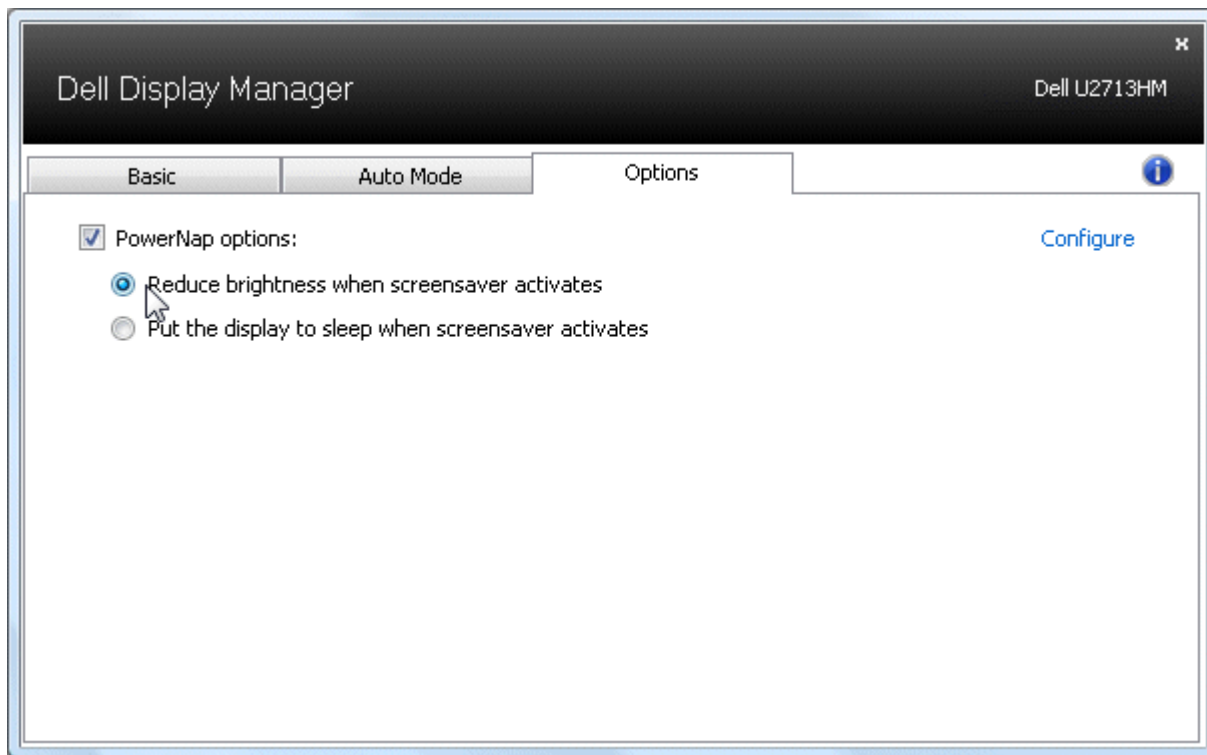 Dell Display Manager
Dell U2713HM
Basic
Auto Mode
Options
PowerNap options:
Configure
Reduce brightness when screensaver activates
Put the display to sleep when screensaver activates